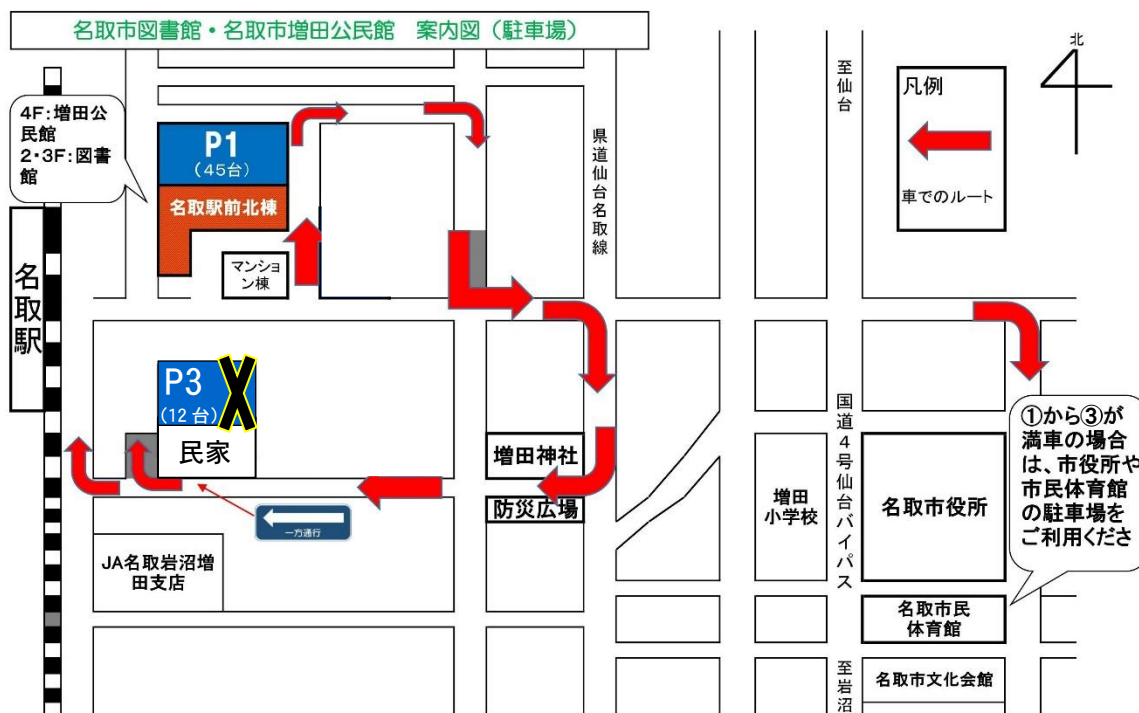 名取市図書館・名取市増田公民館 案内図（駐車場）
北
4F:増田公
民館
2・3F:図書
館
P1
（45台）
名取駅前北棟
マンショ
ン棟
県道仙台名取線
至仙台
凡例
車でのルート
名取駅
P3
(12台)
民家
一方通行
JA名取岩沼増
田支店
増田神社
防災広場
増田
小学校
国道4号仙台バイパス
名取市役所
①から③が
満車の場合
は、市役所や
市民体育館
の駐車場を
ご利用くださ
名取市民
体育館
至岩沼
名取市文化会館